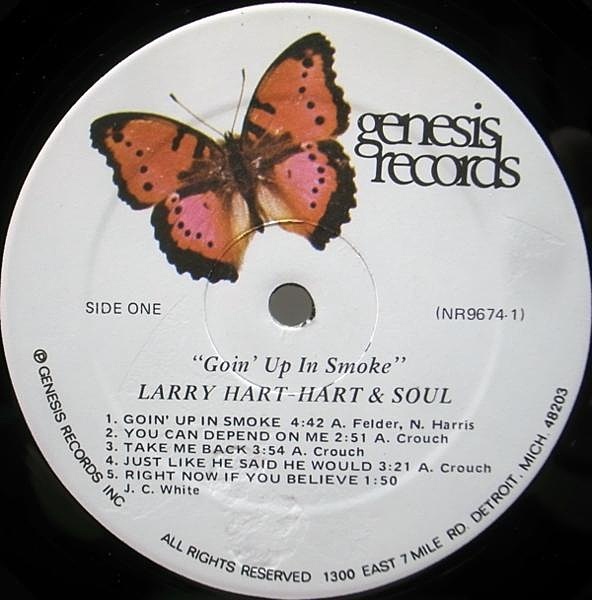 genesis
records
SIDE ONE
(NR9674-1)
"Goin' Up In Smoke"
LARRY HART-HART & SOUL
1. GOIN' UP IN SMOKE 4:42 A. Felder, N. Harris
2. YOU CAN DEPEND ON ME 2:51 A. Crouch
3. TAKE ME BACK 3:54 A. Crouch
4. JUST LIKE HE SAID HE WOULD 3:21 A. Crouch
5. RIGHT NOW IF YOU BELIEVE 1:50
J. C. White
℗ GENESIS RECORDS INC
ALL RIGHTS RESERVED 1300 EAST 7 MILE RD. DETROIT, MICH. 48203